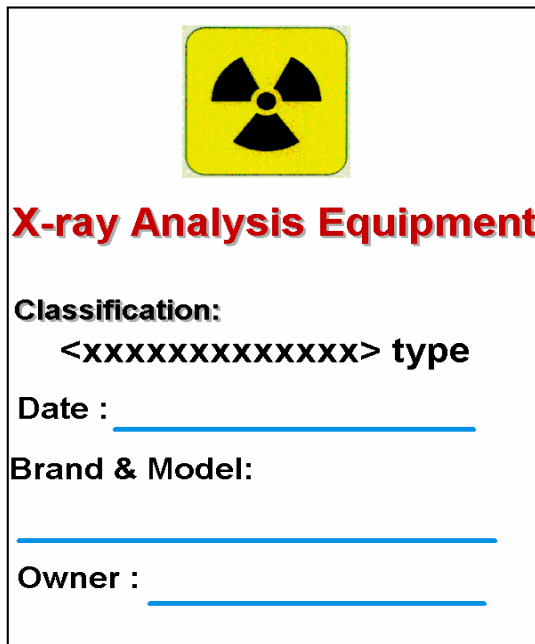 X-ray Analysis Equipment
Classification:
<xxxxxxxxxxxxx> type
Date :
Brand & Model:
Owner :